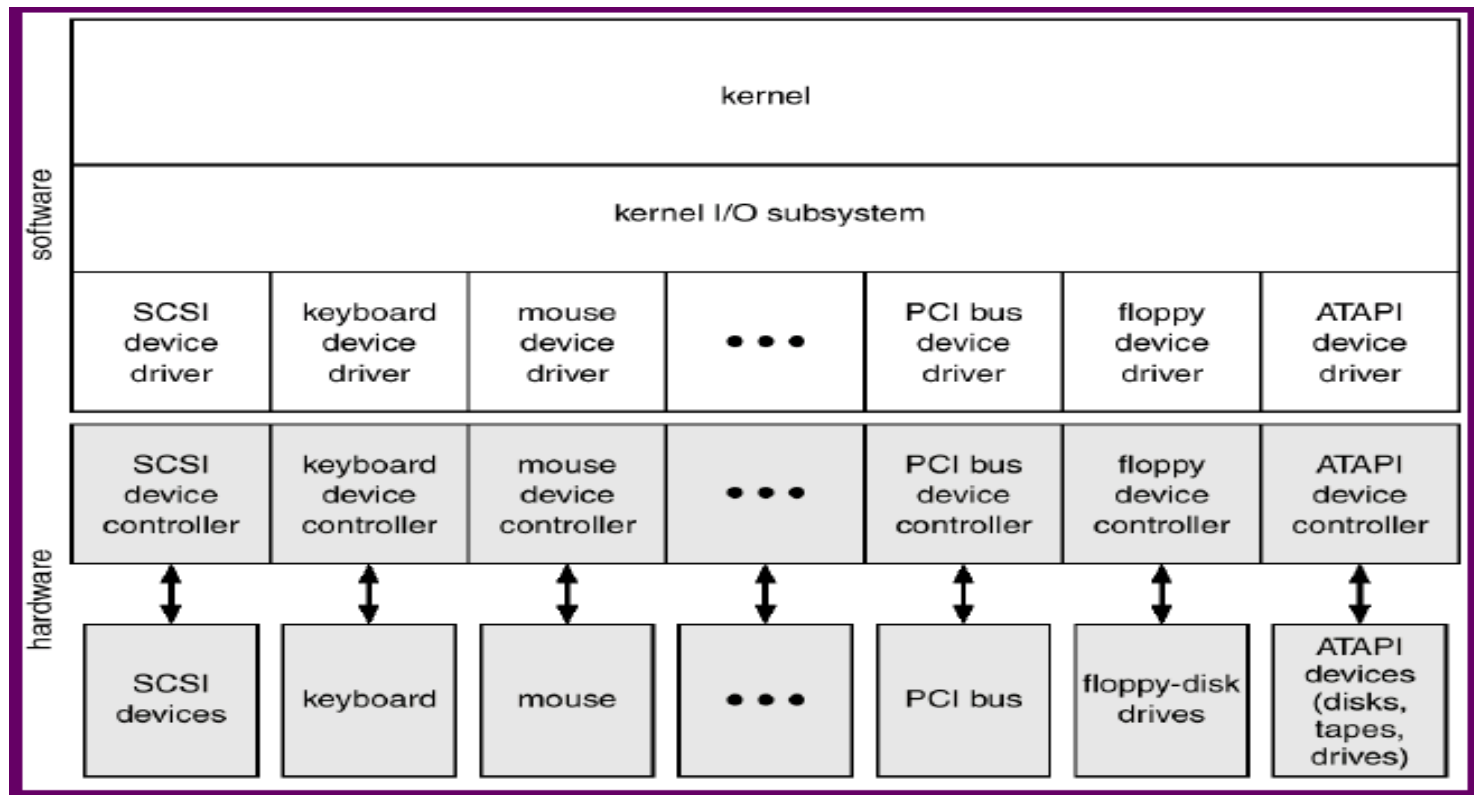 software
kernel
kernel I/O subsystem
SCSI
device
driver
keyboard
device
driver
mouse
device
driver
•••
PCI bus
device
driver
floppy
device
driver
ATAPI
device
driver
hardware
SCSI
device
controller
keyboard
device
controller
mouse
device
controller
•••
PCI bus
device
controller
floppy
device
controller
ATAPI
device
controller
SCSI
devices
keyboard
mouse
•••
PCI bus
floppy-disk
drives
ATAPI
devices
(disks,
tapes,
drives)